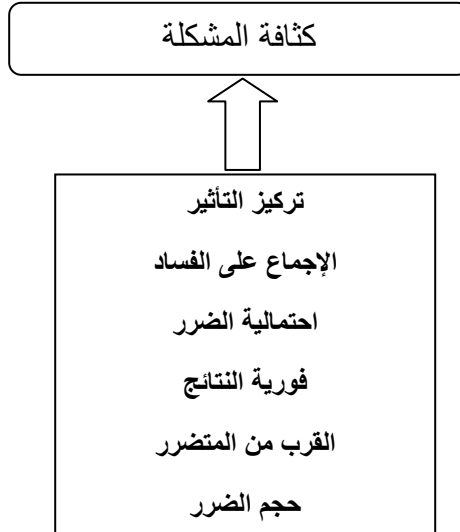 كثافة المشكلة
تركيز التأثير
الإجماع على الفساد
احتمالية الضرر
فورية النتائج
القرب من المتضرر
حجم الضرر